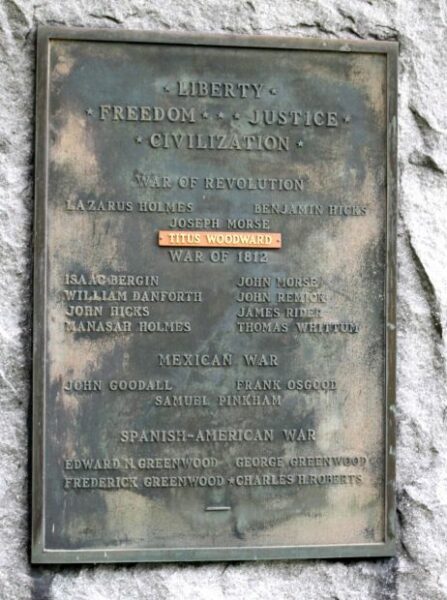 ★ LIBERTY ★
★ FREEDOM ★ ★ ★ JUSTICE ★
★ CIVILIZATION ★
WAR OF REVOLUTION
LAZARUS HOLMES BENJAMIN HICKS
JOSEPH MORSE
TITUS WOODWARD
WAR OF 1812
ISAAC BERGIN JOHN MORSE
WILLIAM DANFORTH JOHN REMICK
JOHN HICKS JAMES RIDER
MANASAH HOLMES THOMAS WHITTUM
MEXICAN WAR
JOHN GOODALL FRANK OSGOOD
SAMUEL PINKHAM
SPANISH-AMERICAN WAR
EDWARD N. GREENWOOD GEORGE GREENWOOD
FREDERICK GREENWOOD ★CHARLES H. ROBERTS